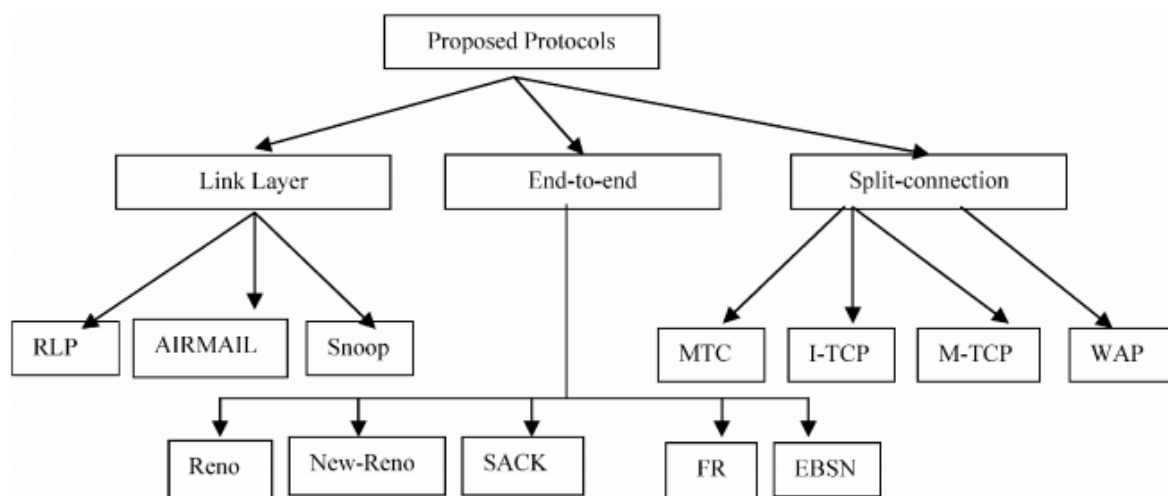 Proposed Protocols
Link Layer
End-to-end
Split-connection
RLP
AIRMAIL
Snoop
MTC
I-TCP
M-TCP
WAP
Reno
New-Reno
SACK
FR
EBSN